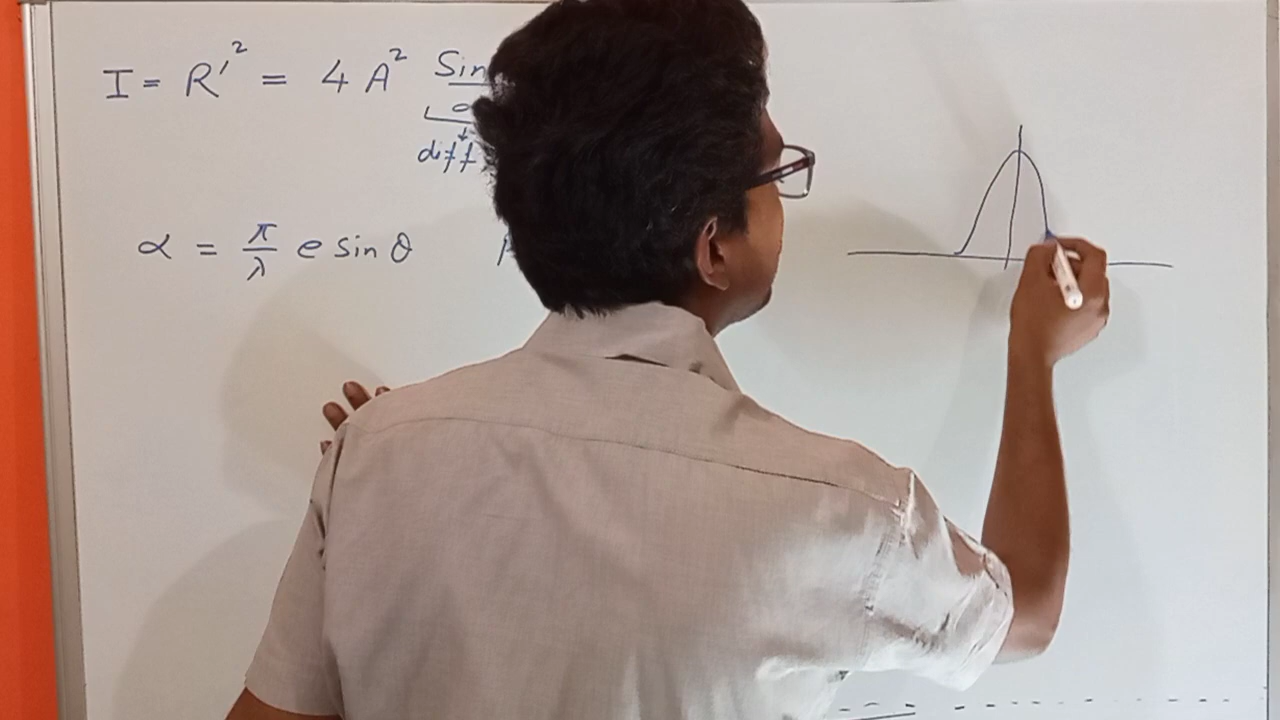 I = R'² = 4 A² Sin
diff
α = π/λ e sin θ